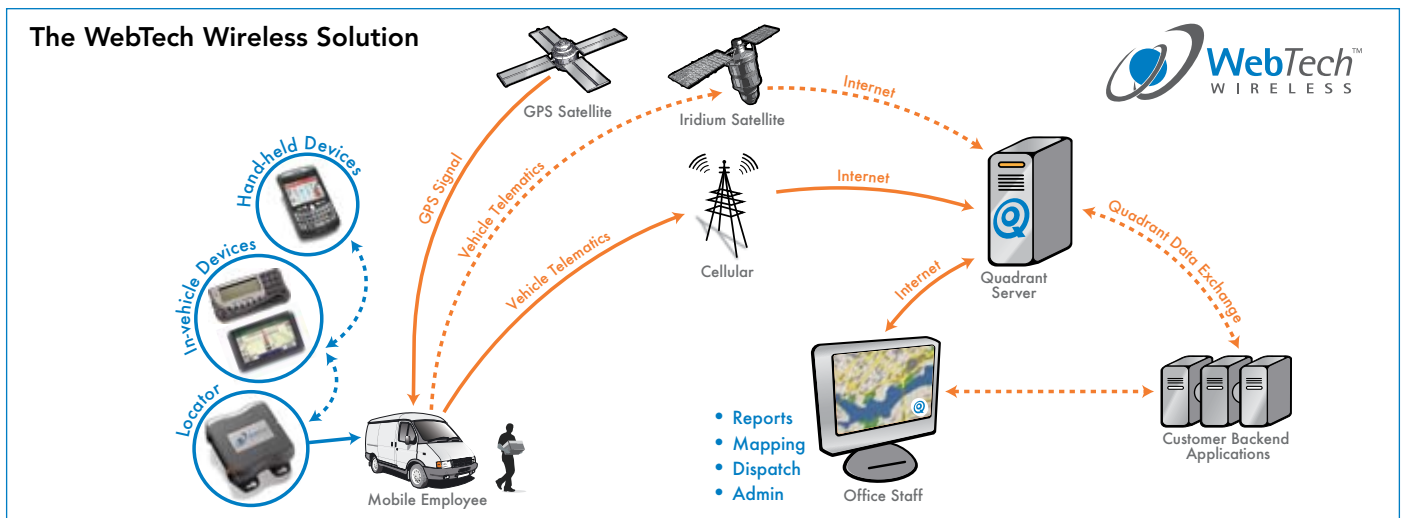 The WebTech Wireless Solution
WebTech™
WIRELESS
GPS Satellite
Iridium Satellite
Internet
Hand-held Devices
GPS Signal
Vehicle Telematics
Cellular
Internet
Quadrant
Server
Quadrant Data Exchange
In-vehicle Devices
Vehicle Telematics
Internet
Locator
Mobile Employee
• Reports
• Mapping
• Dispatch
• Admin
Office Staff
Customer Backend
Applications